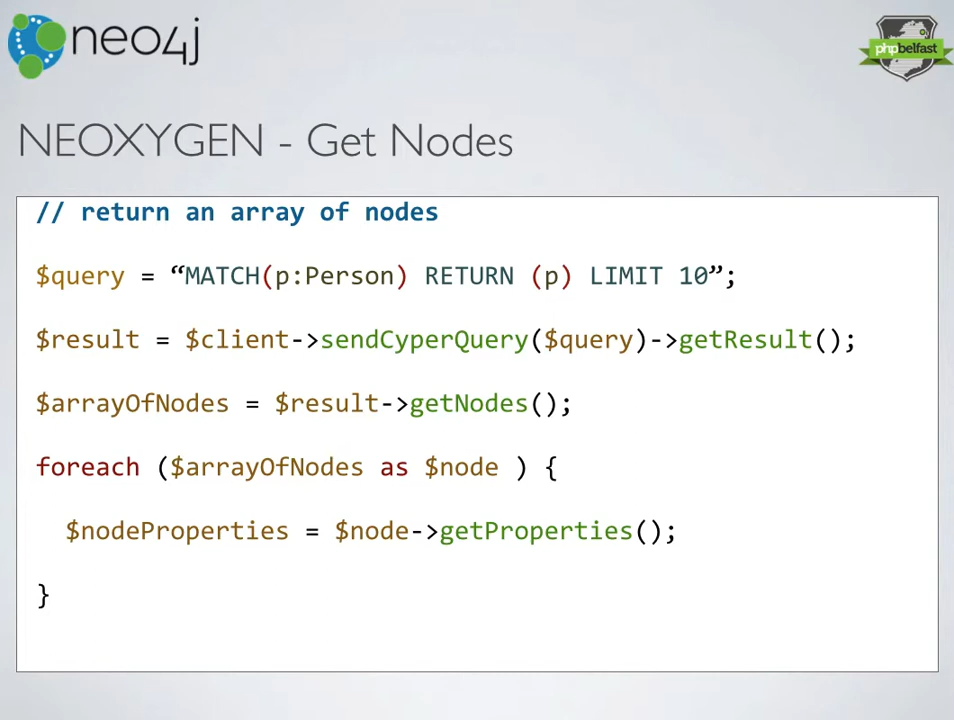 neo4j
phpbelfast
NEOXYGEN - Get Nodes
// return an array of nodes
$query = “MATCH(p:Person) RETURN (p) LIMIT 10”;
$result = $client->sendCyperQuery($query)->getResult();
$arrayOfNodes = $result->getNodes();
foreach ($arrayOfNodes as $node ) {
$nodeProperties = $node->getProperties();
}